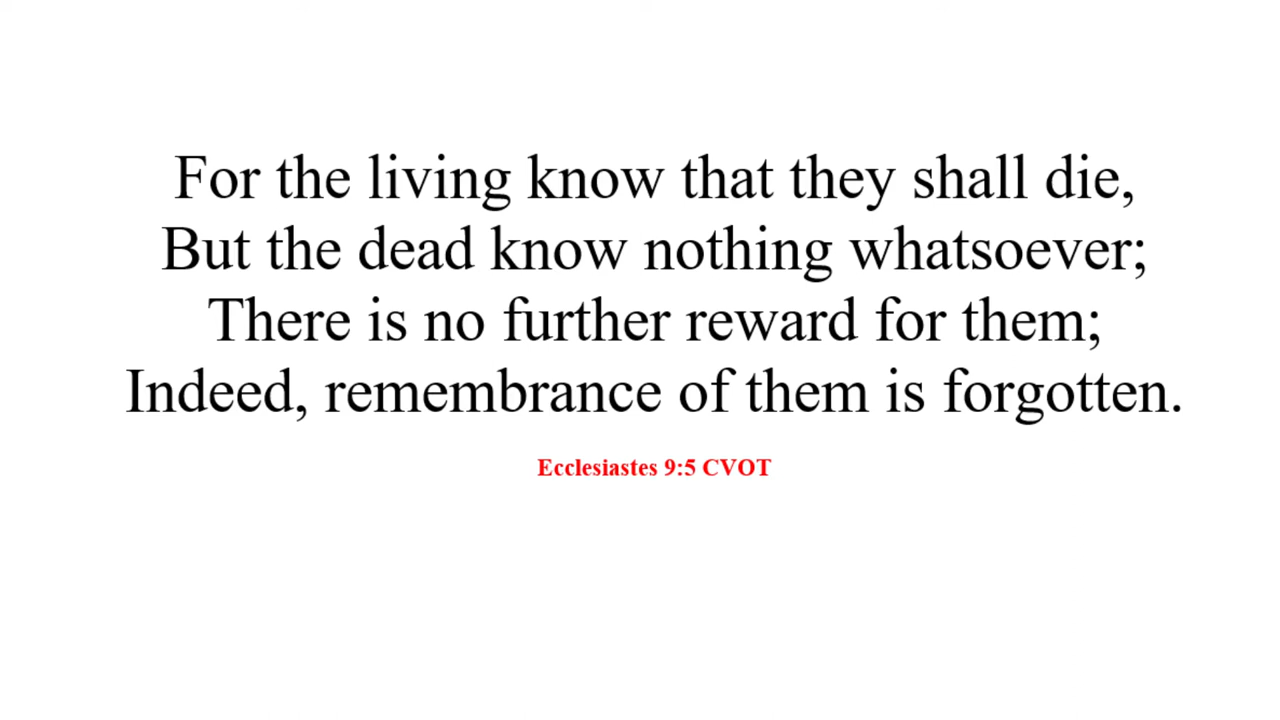 For the living know that they shall die,
But the dead know nothing whatsoever;
There is no further reward for them;
Indeed, remembrance of them is forgotten.
Ecclesiastes 9:5 CVOT